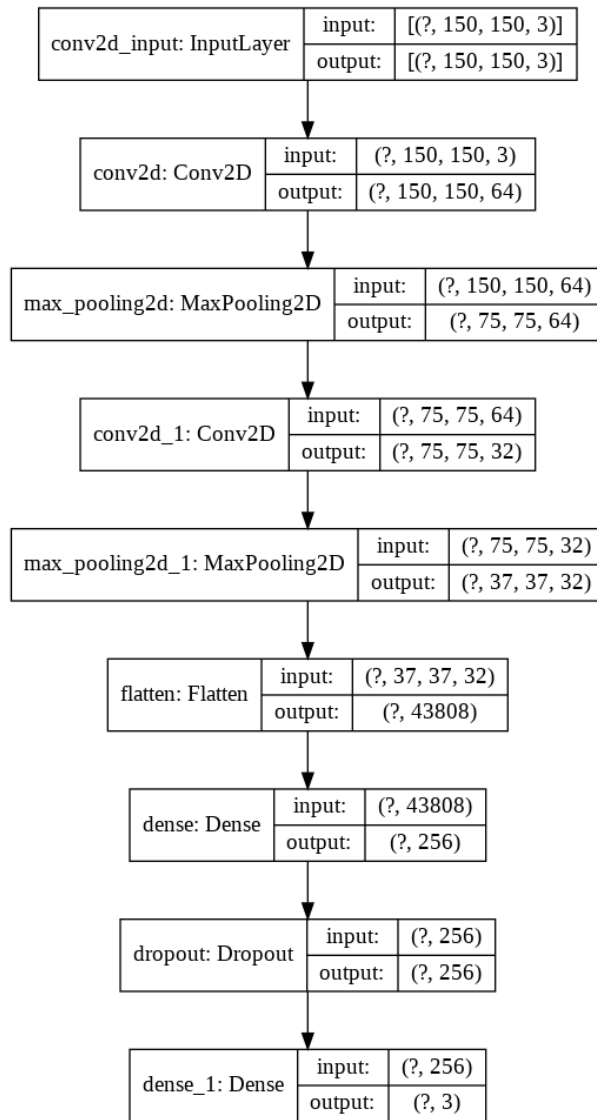 conv2d_input: InputLayer
input: [(?, 150, 150, 3)]
output: [(?, 150, 150, 3)]
conv2d: Conv2D
input: (?, 150, 150, 3)
output: (?, 150, 150, 64)
max_pooling2d: MaxPooling2D
input: (?, 150, 150, 64)
output: (?, 75, 75, 64)
conv2d_1: Conv2D
input: (?, 75, 75, 64)
output: (?, 75, 75, 32)
max_pooling2d_1: MaxPooling2D
input: (?, 75, 75, 32)
output: (?, 37, 37, 32)
flatten: Flatten
input: (?, 37, 37, 32)
output: (?, 43808)
dense: Dense
input: (?, 43808)
output: (?, 256)
dropout: Dropout
input: (?, 256)
output: (?, 256)
dense_1: Dense
input: (?, 256)
output: (?, 3)